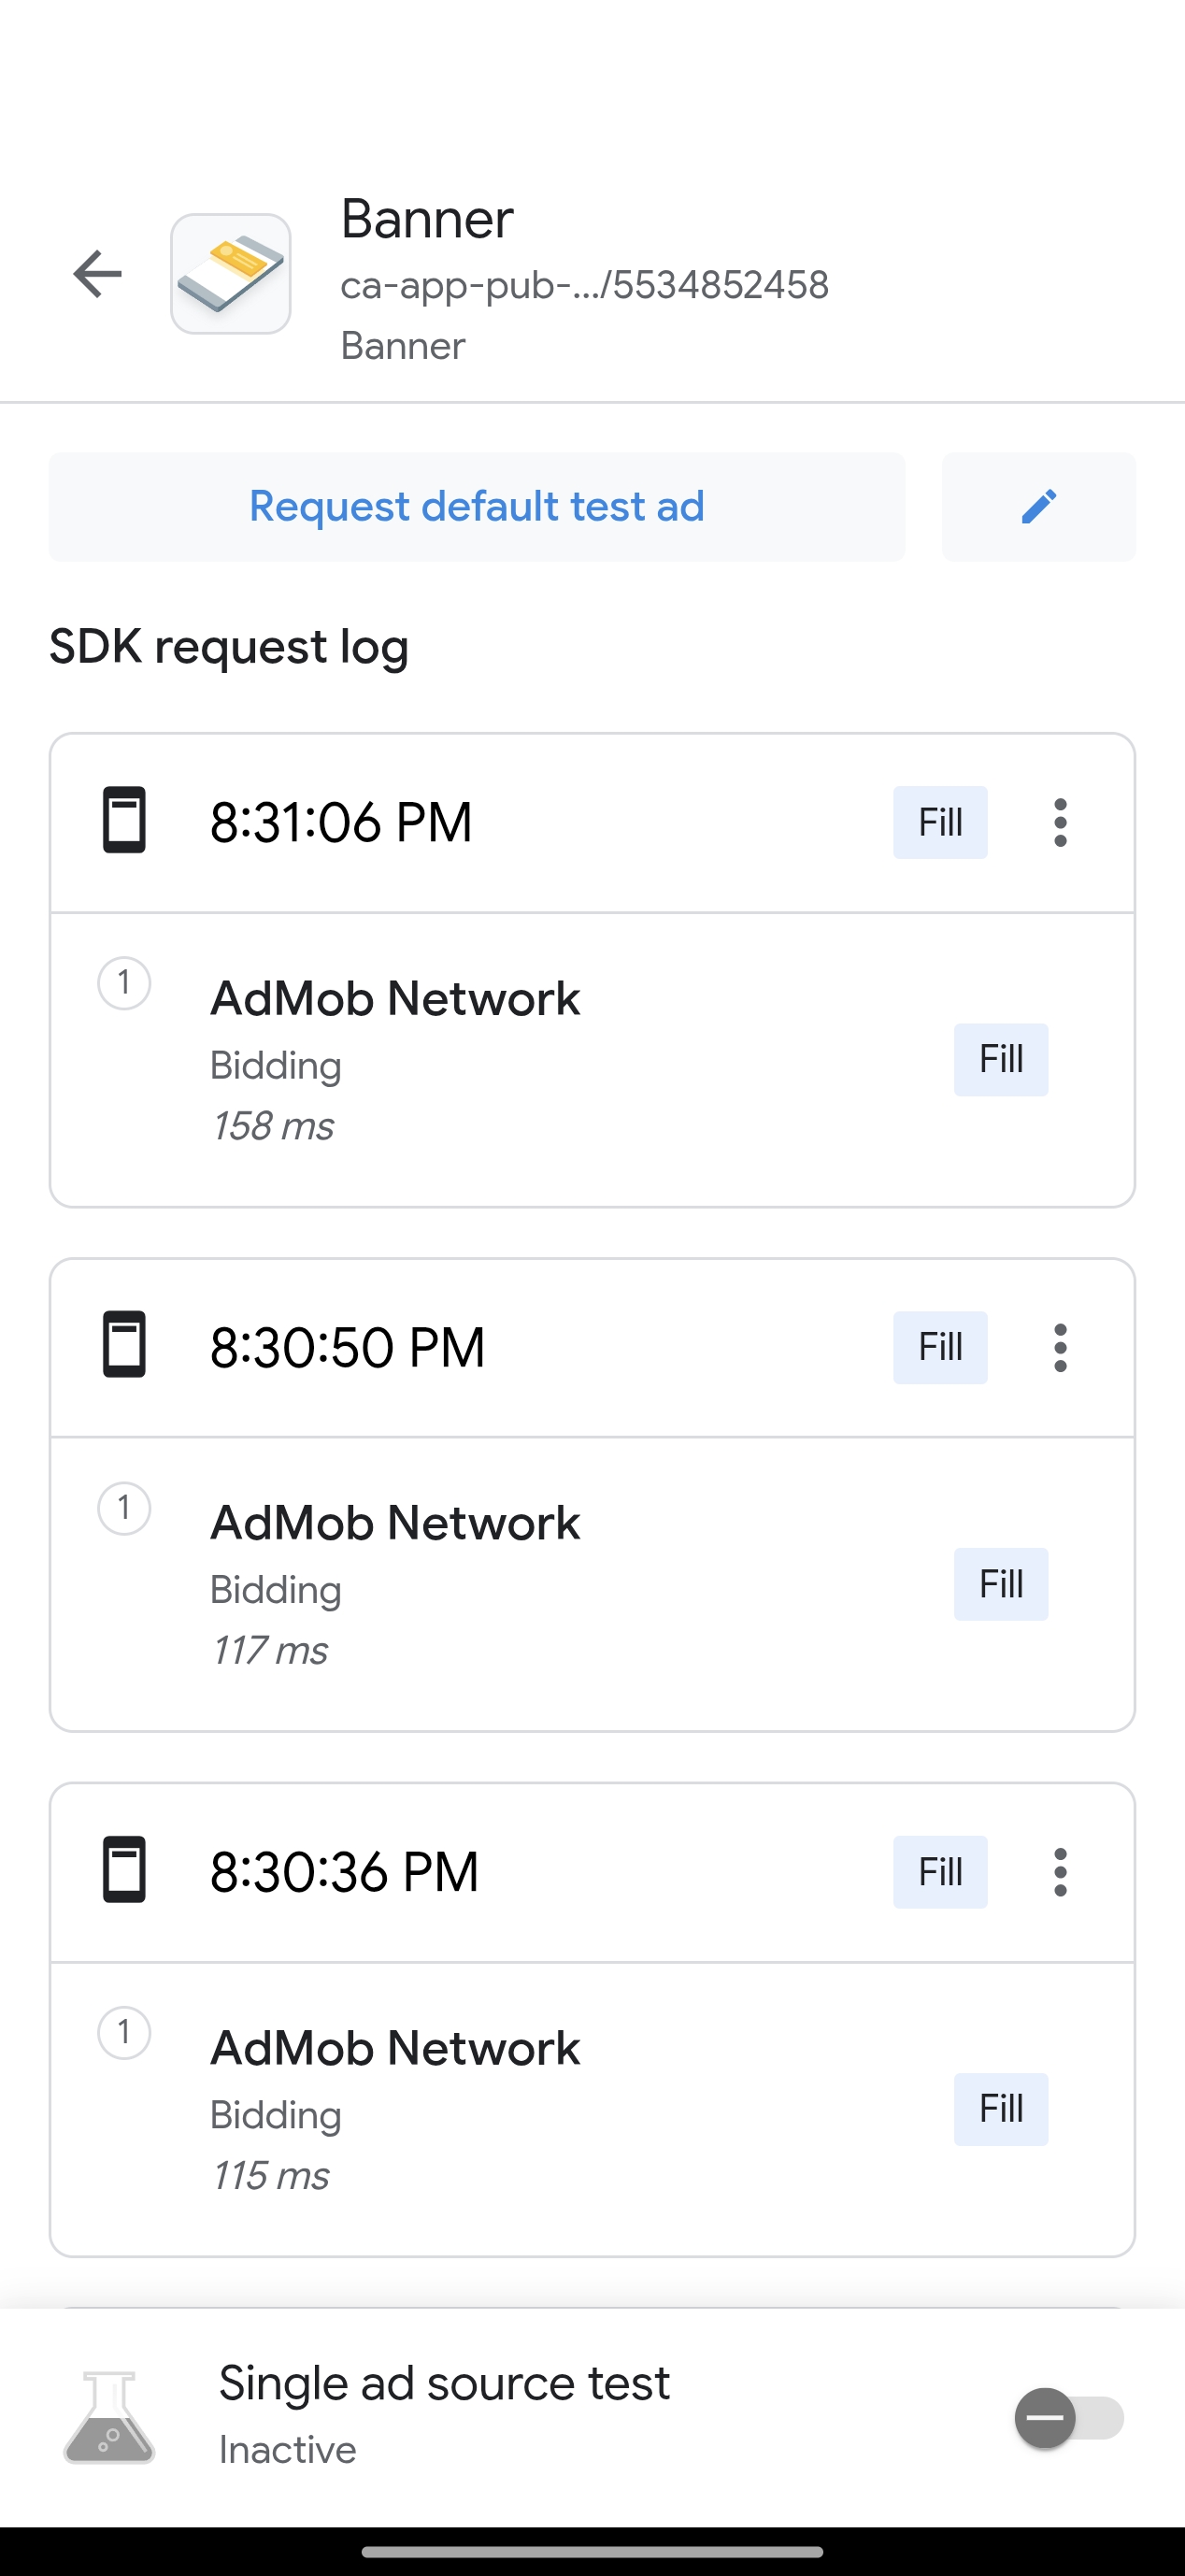 Banner
ca-app-pub-.../5534852458
Banner
Request default test ad
SDK request log
8:31:06 PM
Fill
1
AdMob Network
Bidding
Fill
158 ms
8:30:50 PM
Fill
1
AdMob Network
Bidding
Fill
117 ms
8:30:36 PM
Fill
1
AdMob Network
Bidding
Fill
115 ms
Single ad source test
Inactive